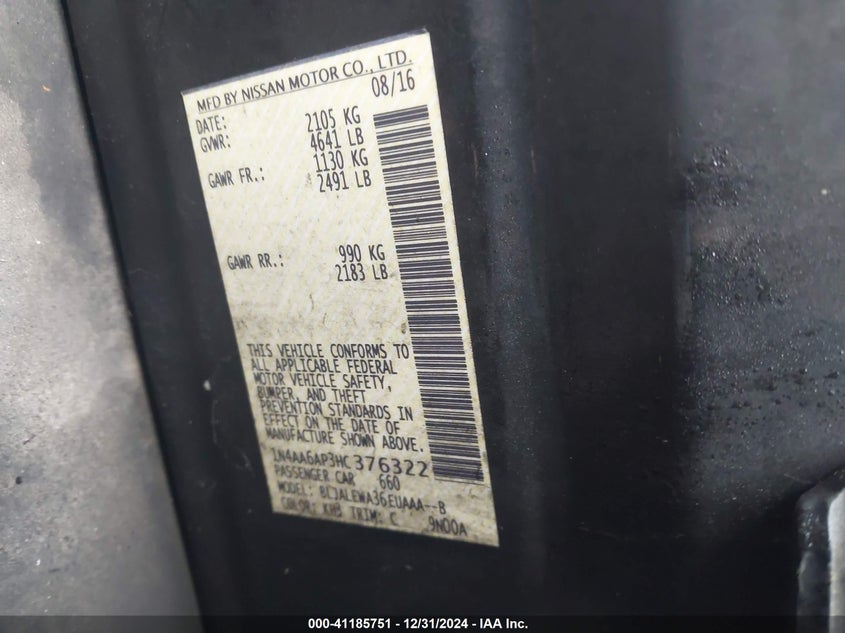 MFD BY NISSAN MOTOR CO., LTD.
DATE: 08/16
GVWR: 2105 KG
4641 LB
GAWR FR.: 1130 KG
2491 LB
GAWR RR.: 990 KG
2183 LB
THIS VEHICLE CONFORMS TO
ALL APPLICABLE FEDERAL
MOTOR VEHICLE SAFETY,
BUMPER, AND THEFT
PREVENTION STANDARDS IN
EFFECT ON THE DATE OF
MANUFACTURE SHOWN ABOVE.
1N4AA6AP3HC376322
PASSENGER CAR 660
MODEL: 
COLOR: KH3 TRIM: C 9N00A
000-41185751 - 12/31/2024 - IAA Inc.